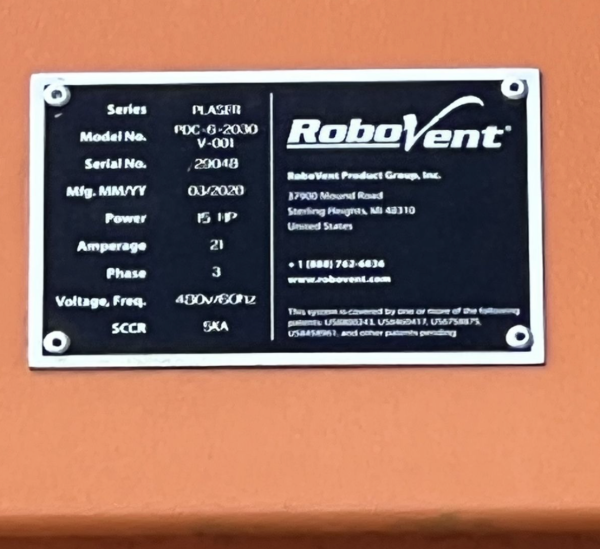 Series PLASER
Model No. PDC-6-2030
V-001
Serial No. 29048
Mfg. MM/YY 03/2020
Power 15 HP
Amperage 21
Phase 3
Voltage, Freq. 480v/60hz
SCCR 5KA
RoboVent
RoboVent Product Group, Inc.
37900 Mound Road
Sterling Heights, MI 48310
United States
+ 1 (888) 762-6836
www.robovent.com
This system is covered by one or more of the following
patents: US8460417, US6758875,
and other patents pending